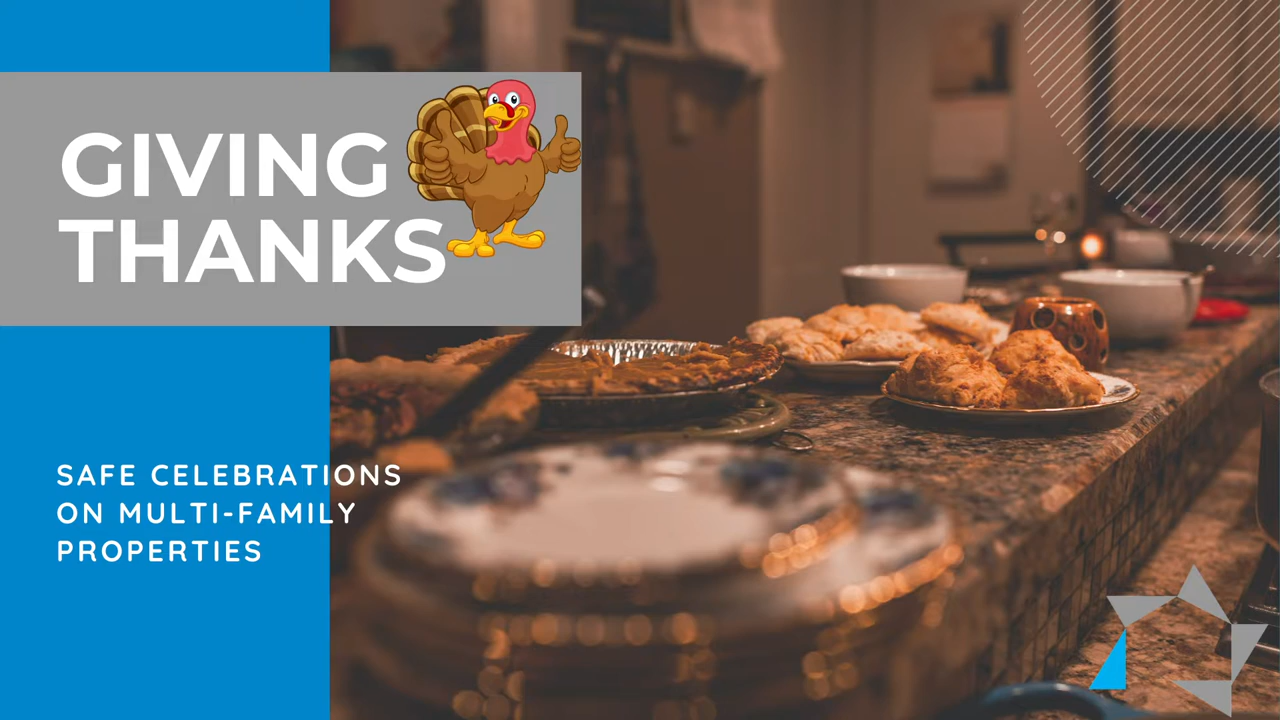 GIVING
THANKS
SAFE CELEBRATIONS
ON MULTI-FAMILY
PROPERTIES